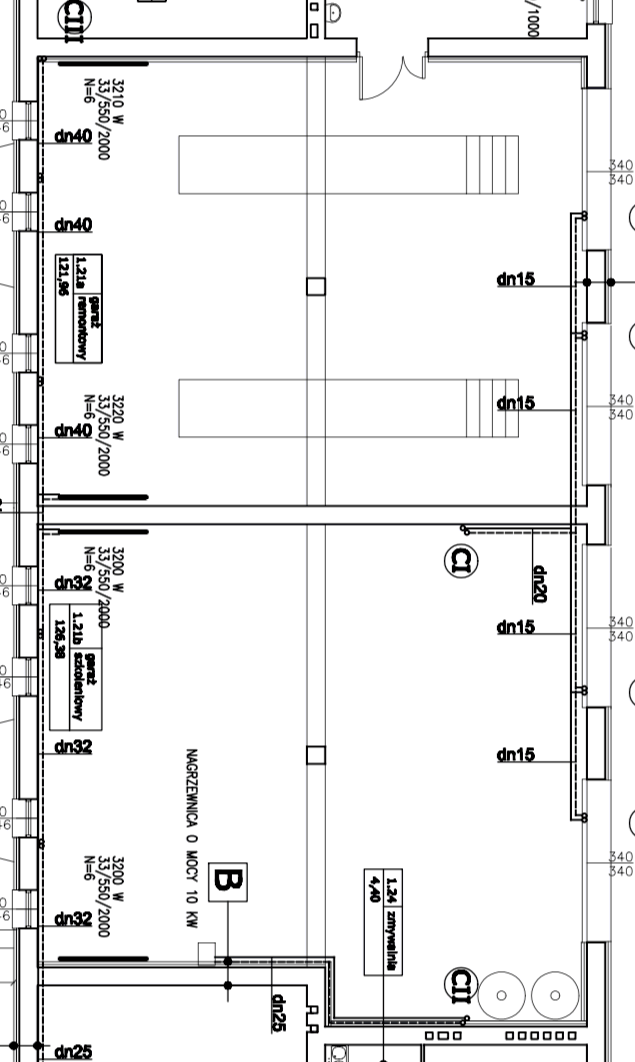 CIII
/1000
3210 W
33/550/2000
N=6
dn40
340
340
dn40
garaż
1.21a remontowy
121,96
dn15
3220 W
33/550/2000
N=6
dn40
dn15
340
340
CI
3200 W
33/550/2000
N=6
dn32
dn20
garaż
1.21b szkoleniowy
126,38
dn15
340
340
dn32
dn15
NAGRZEWNICA O MOCY 10 KW
B
3200 W
33/550/2000
N=6
dn32
1.24 zmywalnia
4,40
340
340
CII
dn25
dn25